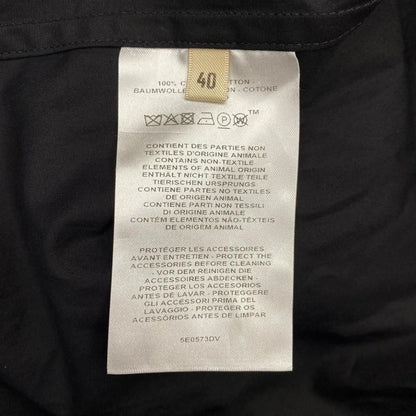 40
100% C TTON -
BAUMWOLLE ON - COTONE
P W ™
CONTIENT DES PARTIES NON
TEXTILES D'ORIGINE ANIMALE
CONTAINS NON-TEXTILE
ELEMENTS OF ANIMAL ORIGIN
ENTHÄLT NICHT TEXTILE TEILE
TIERISCHEN URSPRUNGS
CONTIENE PARTES NO TEXTILES
DE ORIGEN ANIMAL
CONTIENE PARTI NON TESSILI
DI ORIGINE ANIMALE
CONTÉM ELEMENTOS NÃO-TÊXTEIS
DE ORIGEM ANIMAL
PROTÉGER LES ACCESSOIRES
AVANT ENTRETIEN - PROTECT THE
ACCESSORIES BEFORE CLEANING
- VOR DEM REINIGEN DIE
ACCESSOIRES ABDECKEN -
PROTEGER LOS ACCESORIOS
ANTES DE LAVAR - PROTEGGERE
GLI ACCESSORI PRIMA DEL
LAVAGGIO - PROTEGER OS
ACESSÓRIOS ANTES DE LIMPAR
5E0573DV